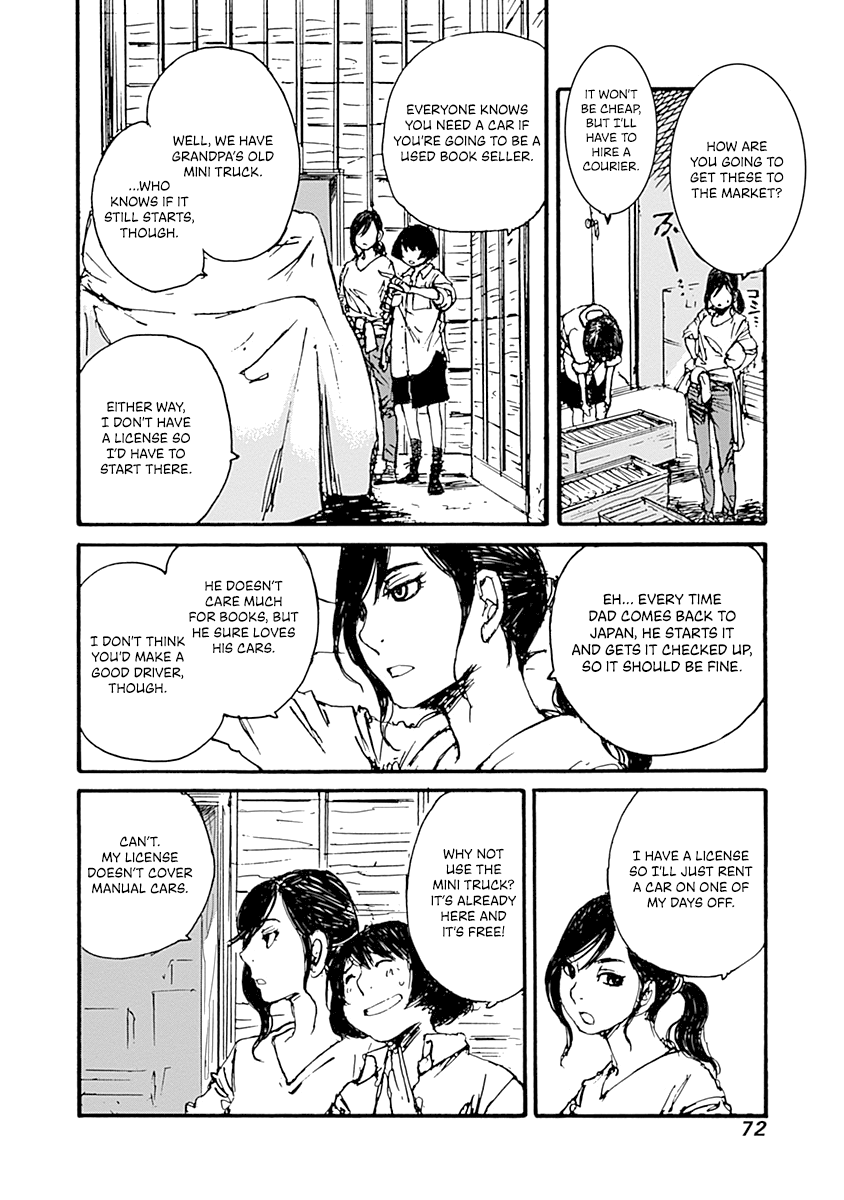 HOW ARE
YOU GOING TO
GET THESE TO
THE MARKET?
IT WON'T
BE CHEAP,
BUT I'LL
HAVE TO
HIRE A
COURIER.
ふぅー
EVERYONE KNOWS
YOU NEED A CAR IF
YOU'RE GOING TO BE A
USED BOOK SELLER.
WELL, WE HAVE
GRANDPA'S OLD
MINI TRUCK.
...WHO
KNOWS IF IT
STILL STARTS,
THOUGH.
EITHER WAY,
I DON'T HAVE
A LICENSE SO
I'D HAVE TO
START THERE.
EH... EVERY TIME
DAD COMES BACK TO
JAPAN, HE STARTS IT
AND GETS IT CHECKED UP,
SO IT SHOULD BE FINE.
HE DOESN'T
CARE MUCH
FOR BOOKS, BUT
HE SURE LOVES
HIS CARS.
I DON'T THINK
YOU'D MAKE A
GOOD DRIVER,
THOUGH.
I HAVE A LICENSE
SO I'LL JUST RENT
A CAR ON ONE OF
MY DAYS OFF.
WHY NOT
USE THE
MINI TRUCK?
IT'S ALREADY
HERE AND
IT'S FREE!
CAN'T.
MY LICENSE
DOESN'T COVER
MANUAL CARS.
72